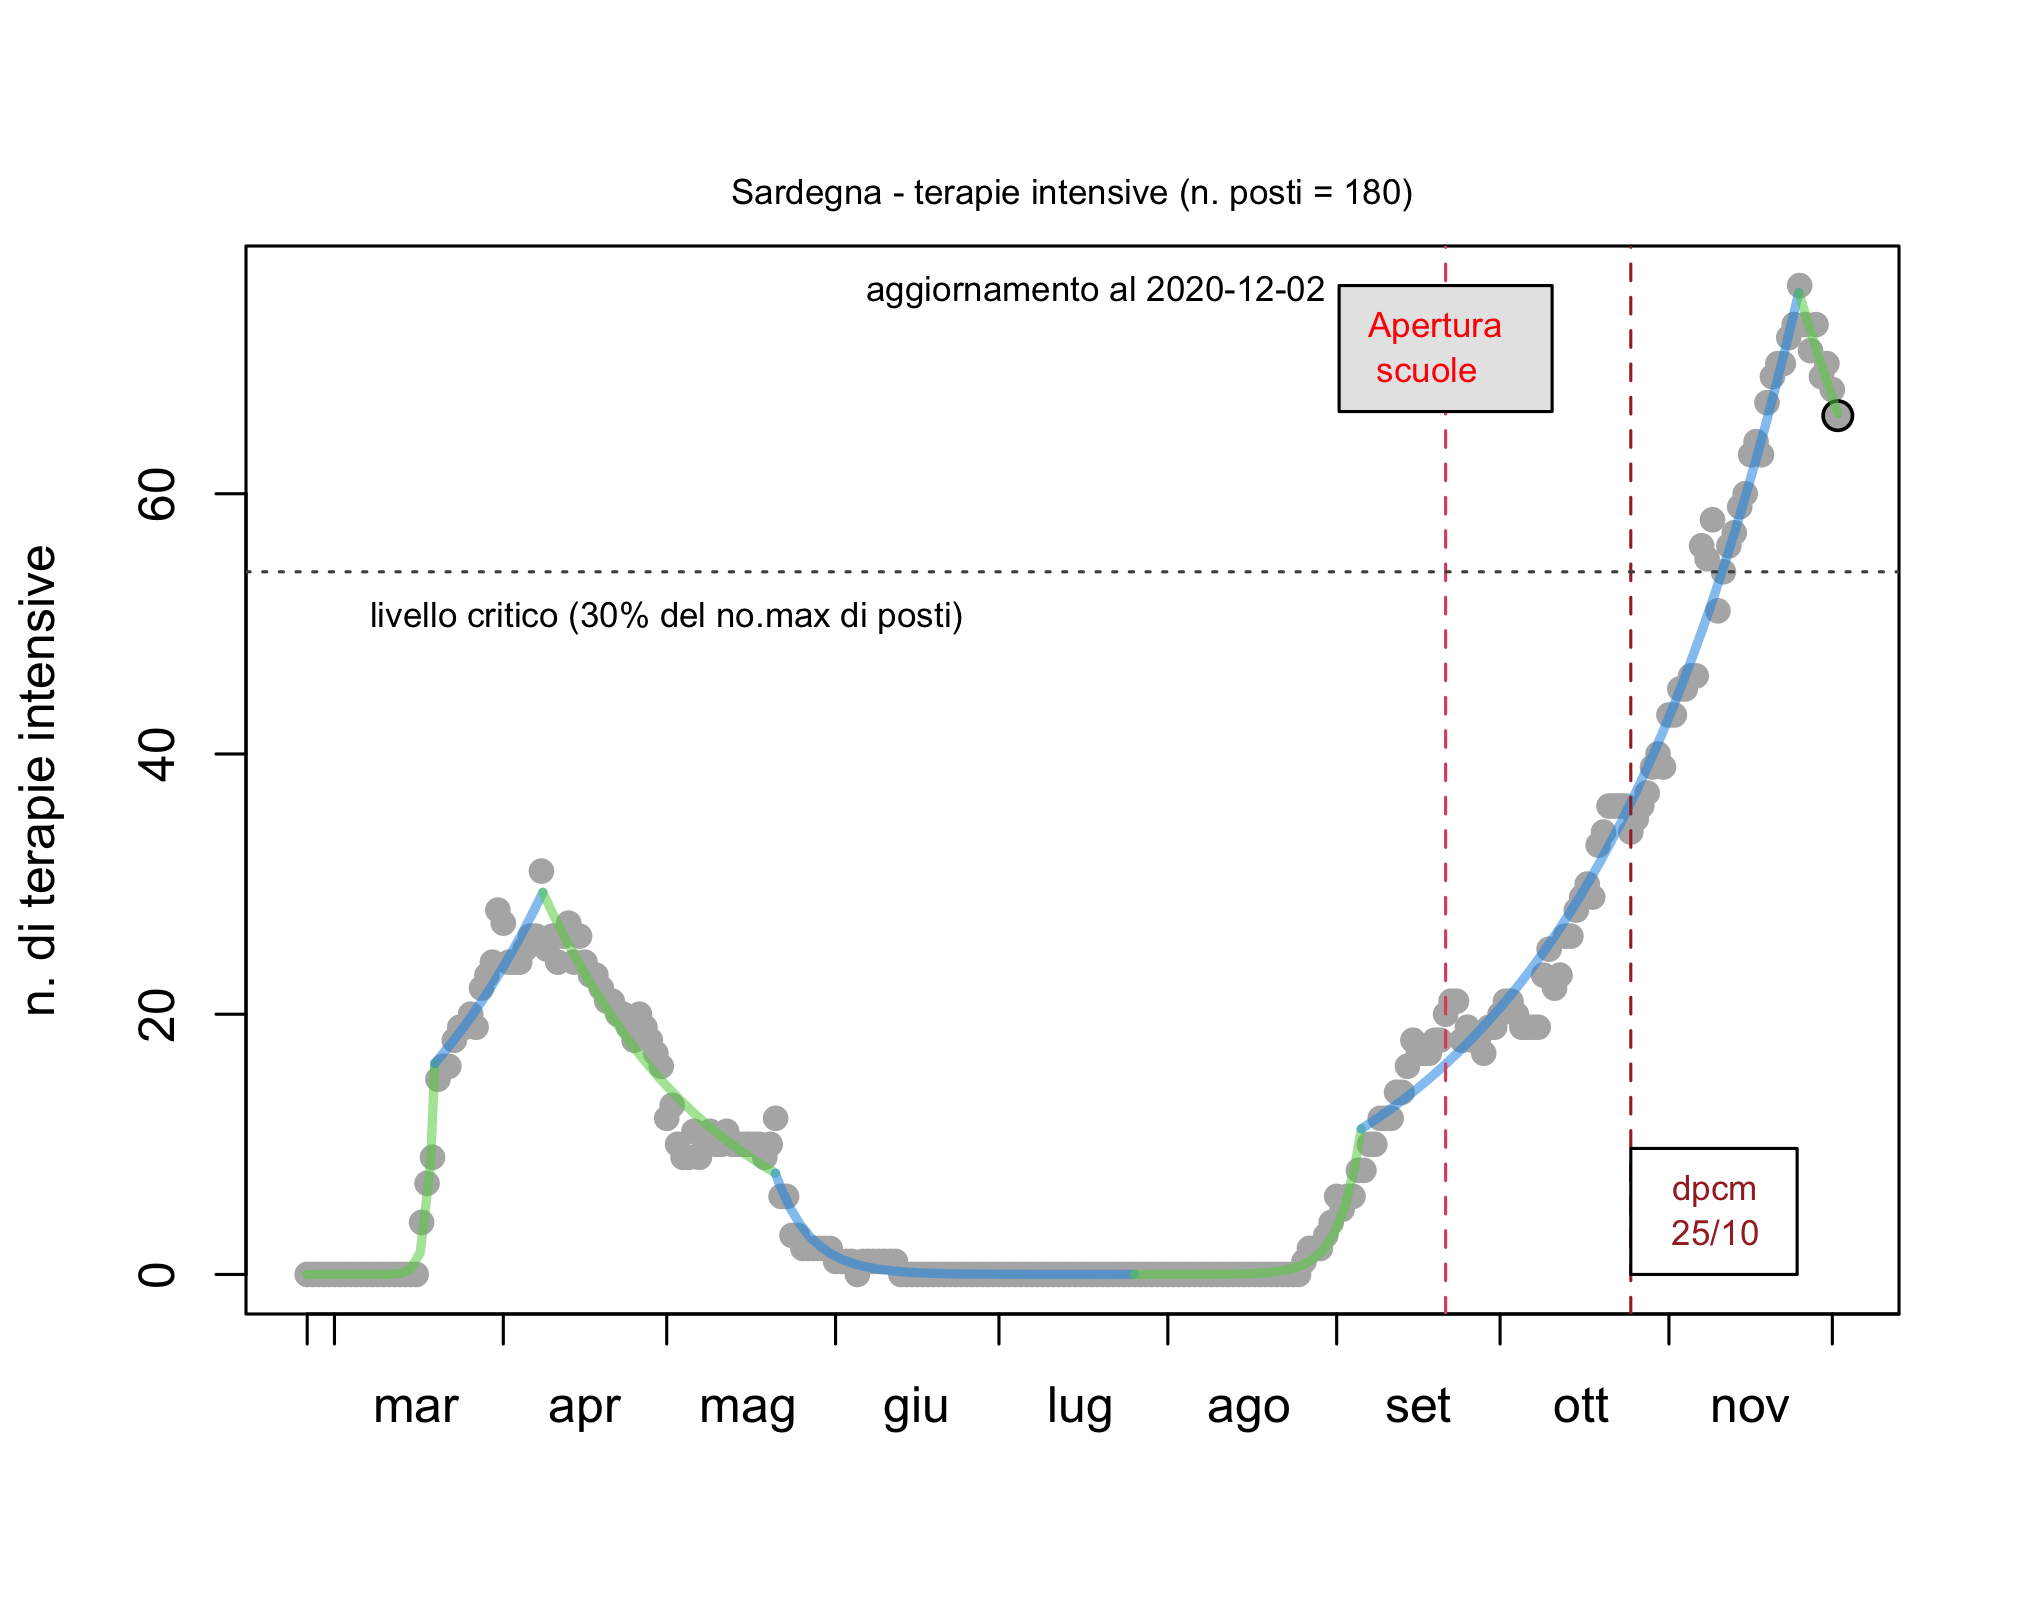 Sardegna - terapie intensive (n. posti = 180)
aggiornamento al 2020-12-02
Apertura
scuole
livello critico (30% del no.max di posti)
dpcm
25/10
n. di terapie intensive
60
40
20
0
mar apr mag giu lug ago set ott nov